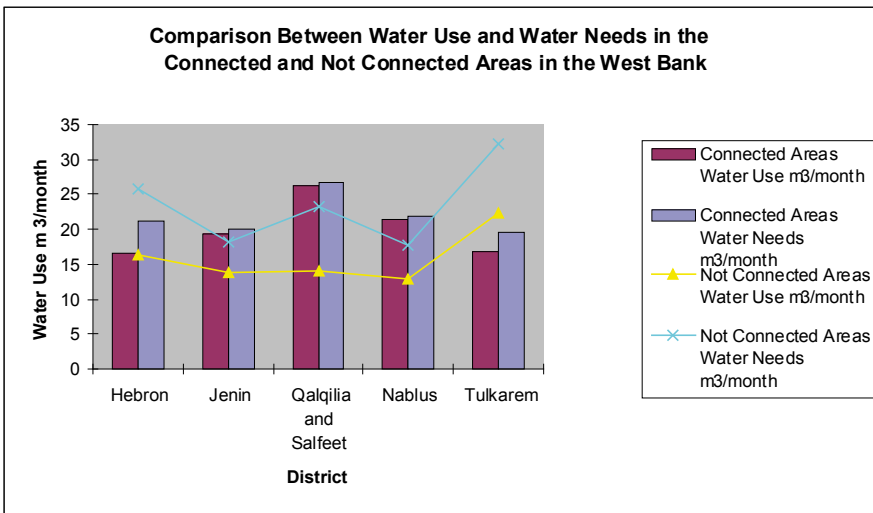 Comparison Between Water Use and Water Needs in the
Connected and Not Connected Areas in the West Bank
35
30
25
20
15
10
5
0
Water Use m 3/month
Hebron
Jenin
Qalqilia
and
Salfeet
Nablus
Tulkarem
District
Connected Areas
Water Use m3/month
Connected Areas
Water Needs
m3/month
Not Connected Areas
Water Use m3/month
Not Connected Areas
Water Needs
m3/month